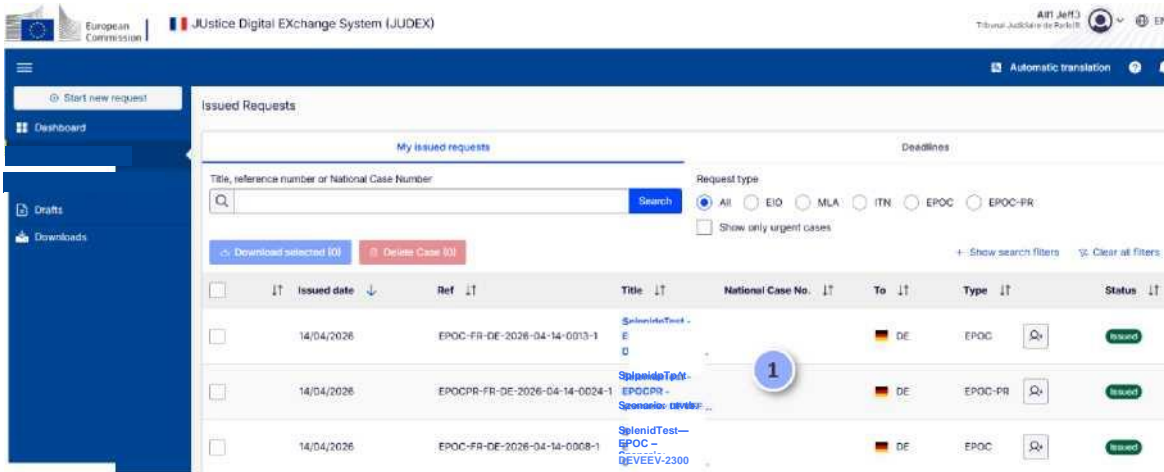 European
Commission
JUstice Digital EXchange System (JUDEX)
Tribunal Judiciaire de
EN
Automatic translation
Start new request
Issued Requests
Dashboard
My issued requests
Deadlines
Title, reference number or National Case Number
Request type
Search
All
EIO
MLA
ITN
EPOC
EPOC-PR
Show only urgent cases
Drafts
Downloads
Download selected (0)
Delete Case (0)
+ Show search filters
Clear all filters
Issued date
Ref
Title
National Case No.
To
Type
Status
14/04/2026
EPOC-FR-DE-2026-04-14-0013-1
E
D
DE
EPOC
Issued
1
14/04/2026
EPOCPR-FR-DE-2026-04-14-0024-1
EPOCPR -
DE
EPOC-PR
Issued
14/04/2026
EPOC-FR-DE-2026-04-14-0008-1
SplenidTest—
EPOC –
DEVEEV-2300
DE
EPOC
Issued